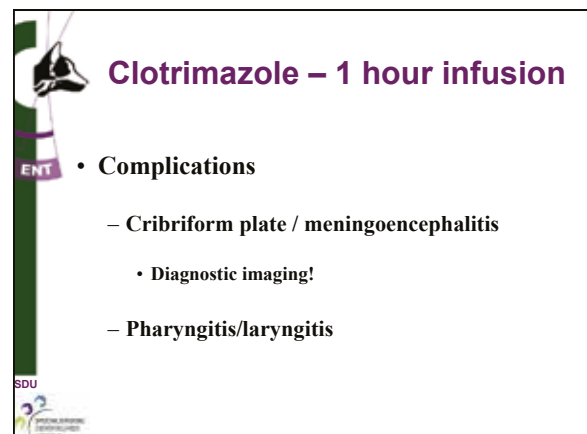 Clotrimazole – 1 hour infusion
ENT
• Complications
– Cribriform plate / meningoencephalitis
• Diagnostic imaging!
– Pharyngitis/laryngitis
SDU